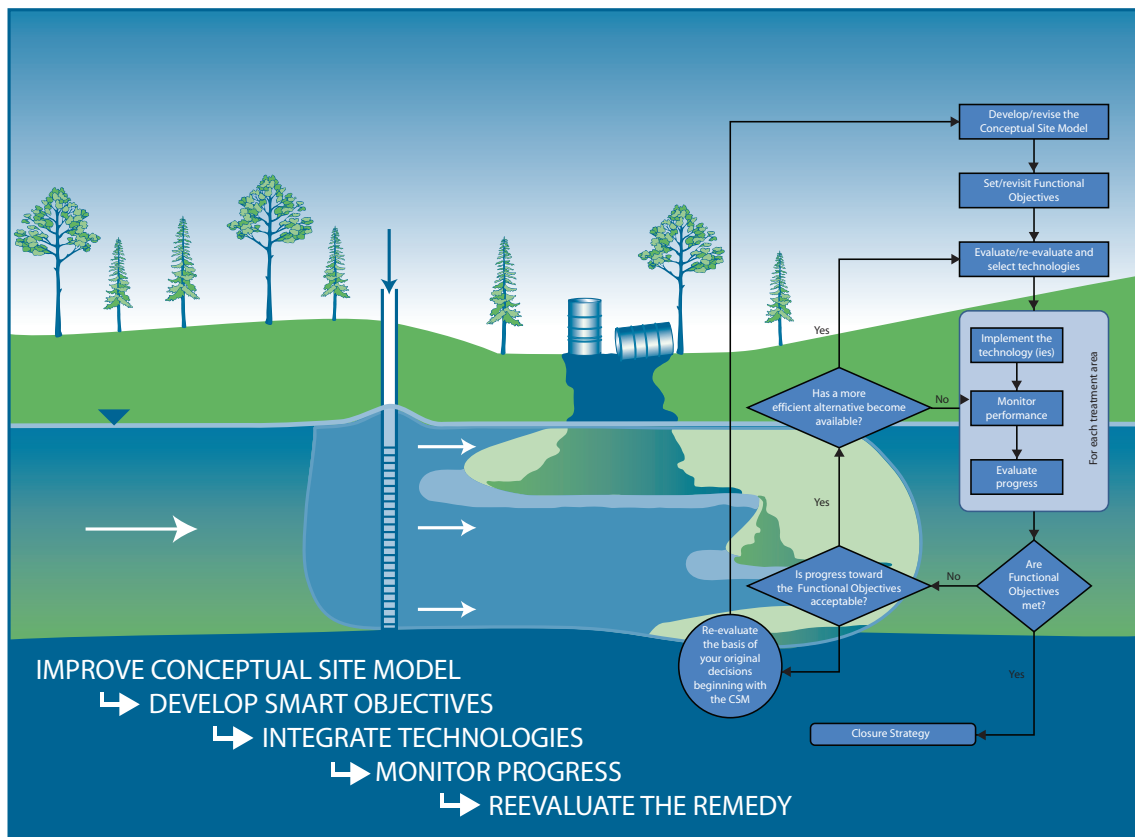 Develop/revise the
Conceptual Site Model
Set/revisit Functional
Objectives
Evaluate/re-evaluate and
select technologies
Yes
Implement the
technology (ies)
Has a more
efficient alternative become
available?
No
Monitor
performance
For each treatment area
Evaluate
progress
Yes
Is progress toward
the Functional Objectives
acceptable?
No
Are
Functional
Objectives
met?
Re-evaluate
the basis of
your original
decisions
beginning with
the CSM
Yes
Closure Strategy
IMPROVE CONCEPTUAL SITE MODEL
DEVELOP SMART OBJECTIVES
INTEGRATE TECHNOLOGIES
MONITOR PROGRESS
REEVALUATE THE REMEDY